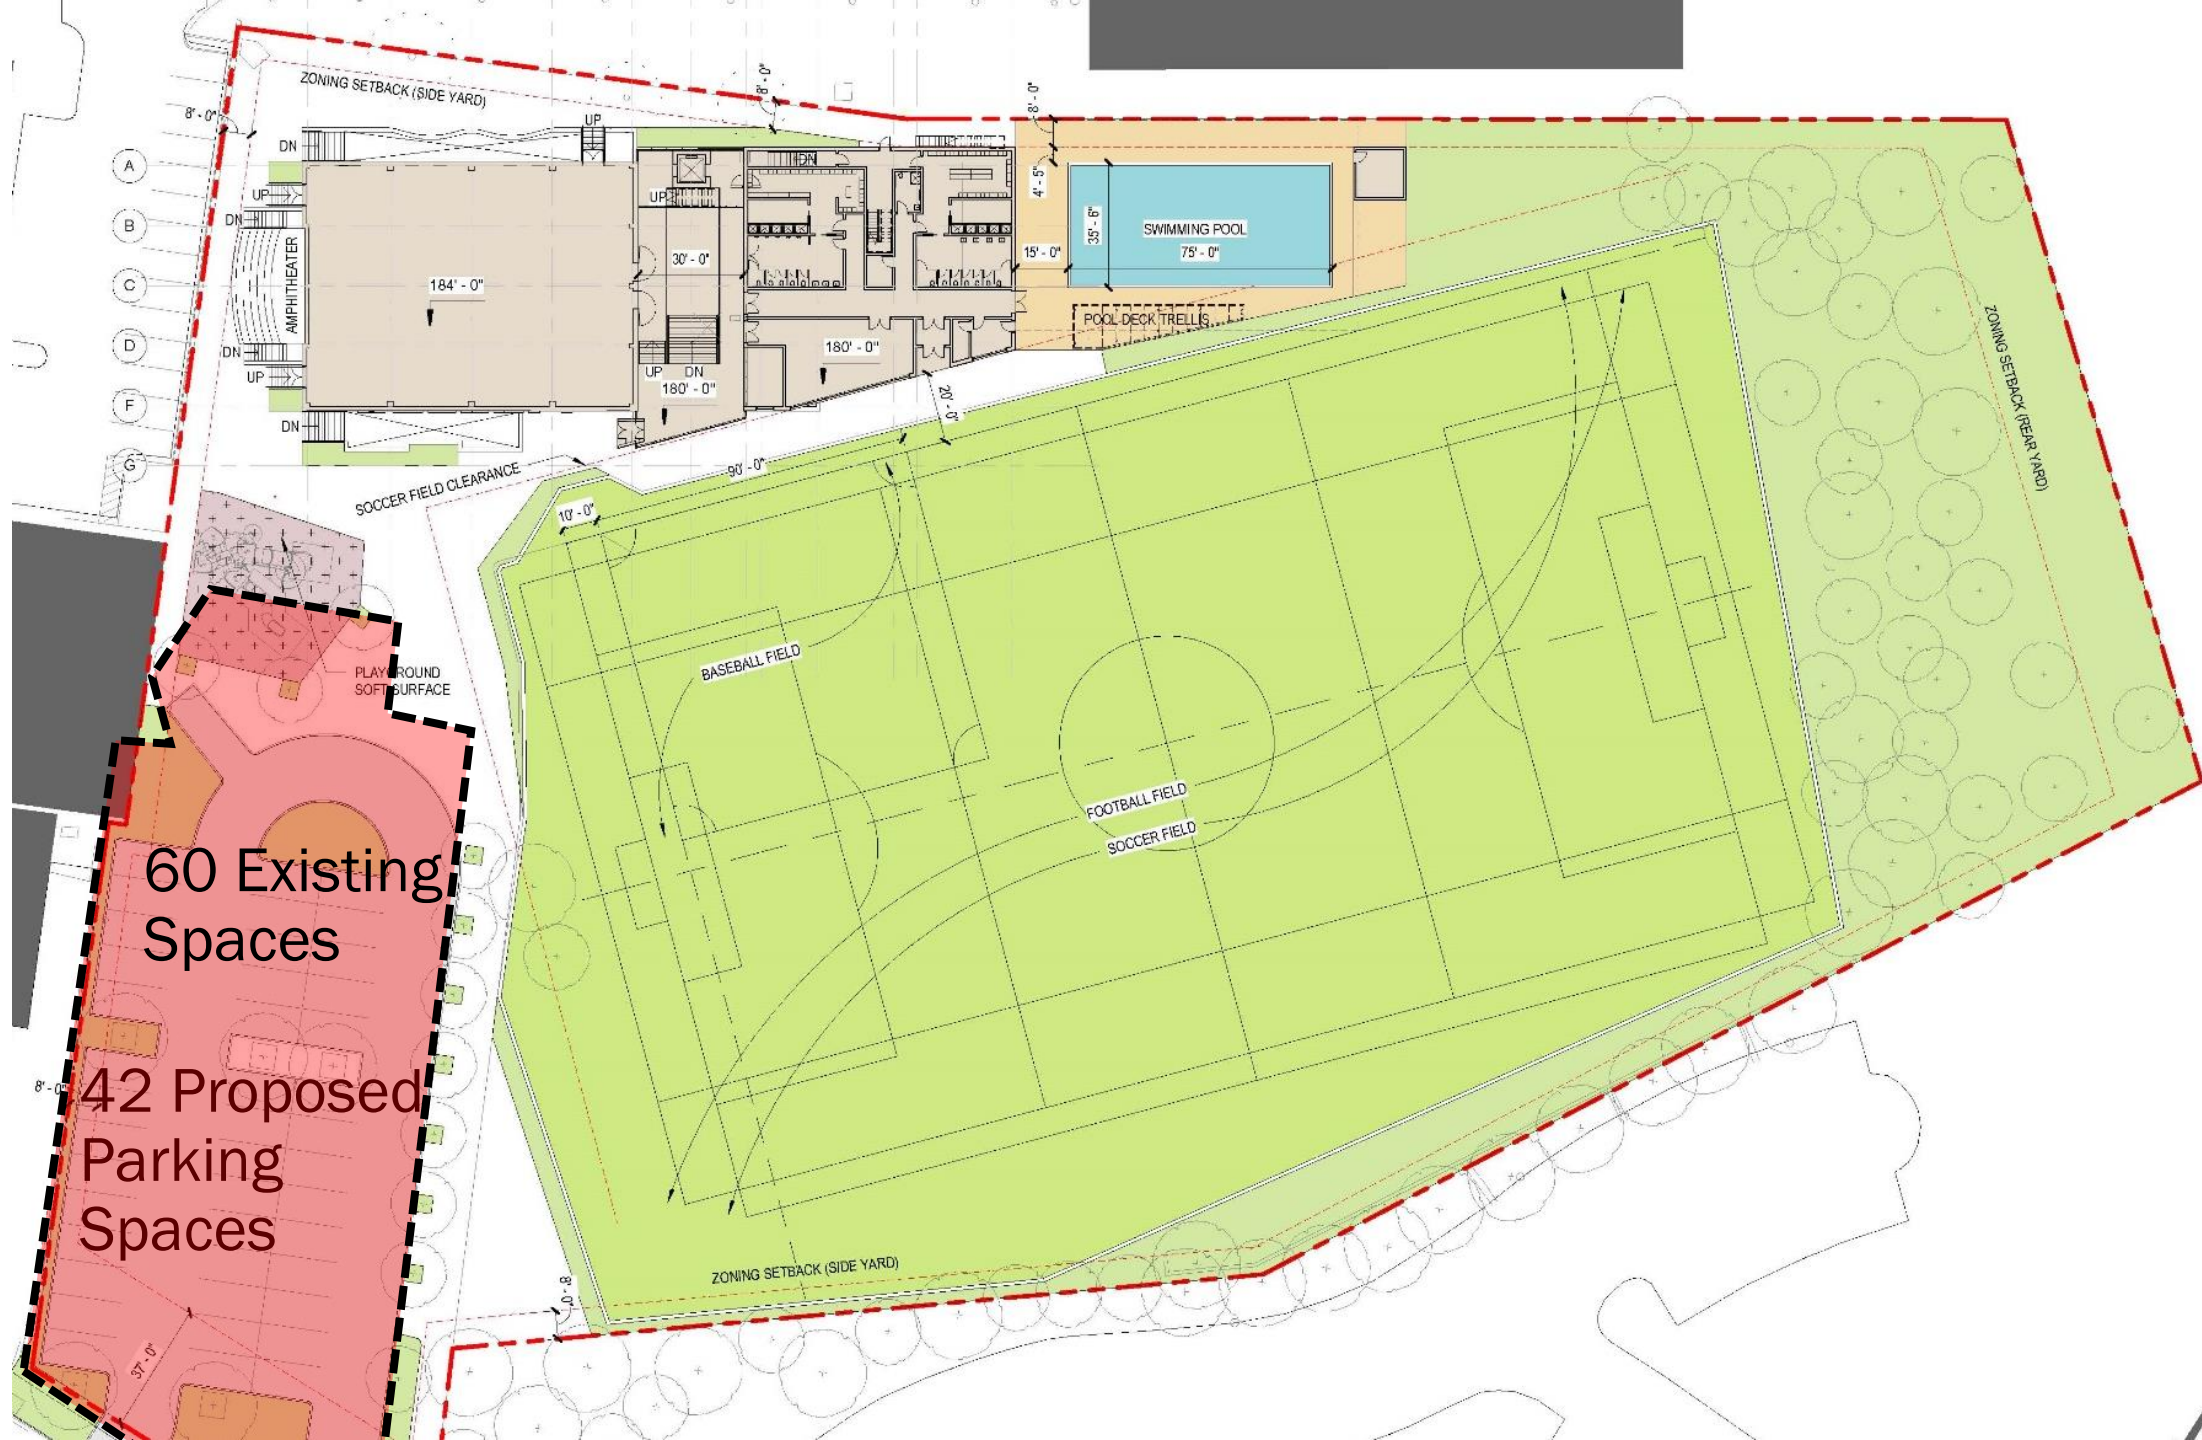 ZONING SETBACK (SIDE YARD)
8' - 0"
8' - 0"
8' - 0"
UP
DN
DN
A
UP
UP
4' - 5"
DN
B
35' - 6"
SWIMMING POOL
AMPHITHEATER
30' - 0"
15' - 0"
75' - 0"
C
184' - 0"
POOL DECK TRELLIS
ZONING SETBACK (REAR YARD)
D
DN
180' - 0"
UP
UP
DN
180' - 0"
F
20' - 0"
DN
G
SOCCER FIELD CLEARANCE
90' - 0"
10' - 0"
BASEBALL FIELD
PLAYGROUND
SOFT SURFACE
FOOTBALL FIELD
SOCCER FIELD
60 Existing
Spaces
8' - 0"
42 Proposed
Parking
Spaces
ZONING SETBACK (SIDE YARD)
8' - 0"
37' - 0"